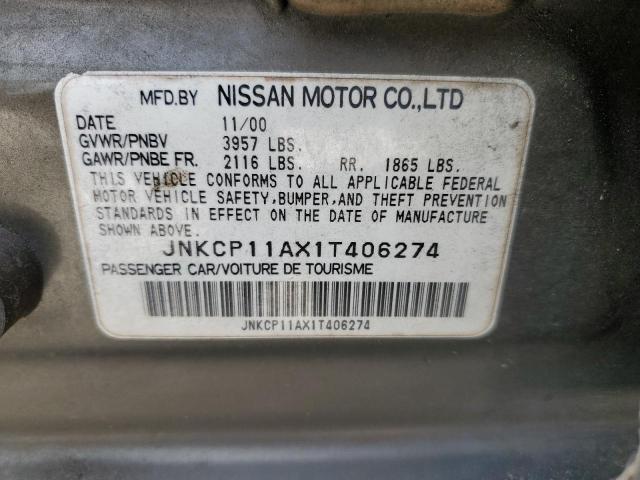 MFD.BY NISSAN MOTOR CO.,LTD
DATE 11/00
GVWR/PNBV 3957 LBS.
GAWR/PNBE FR. 2116 LBS. RR. 1865 LBS.
THIS VEHICLE CONFORMS TO ALL APPLICABLE FEDERAL
MOTOR VEHICLE SAFETY, BUMPER, AND THEFT PREVENTION
STANDARDS IN EFFECT ON THE DATE OF MANUFACTURE
SHOWN ABOVE.
JNKCP11AX1T406274
PASSENGER CAR/VOITURE DE TOURISME
JNKCP11AX1T406274